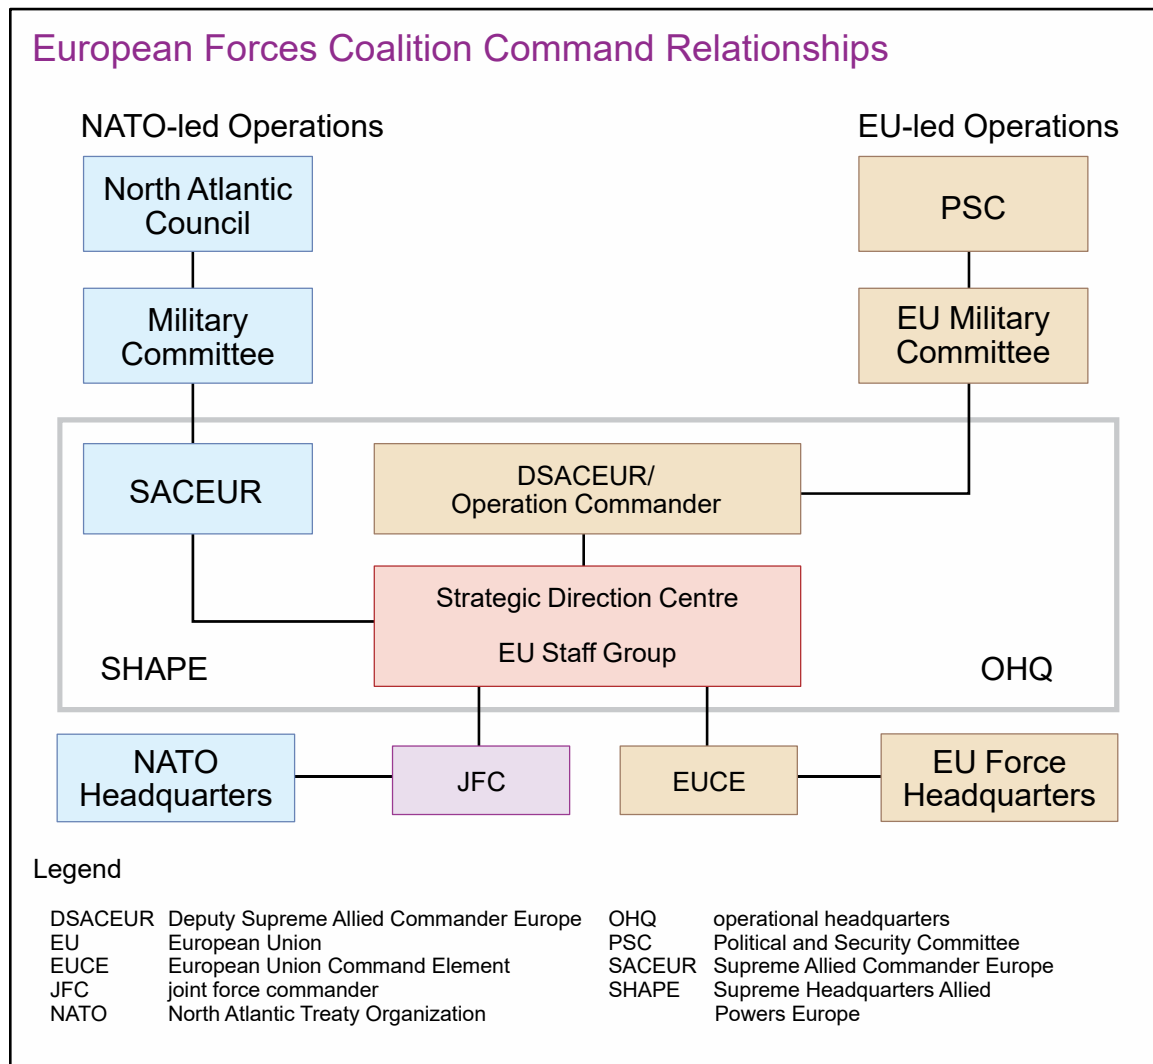 European Forces Coalition Command Relationships
NATO-led Operations
EU-led Operations
North Atlantic
Council
PSC
Military
Committee
EU Military
Committee
SACEUR
DSACEUR/
Operation Commander
Strategic Direction Centre
EU Staff Group
SHAPE
OHQ
NATO
Headquarters
JFC
EUCE
EU Force
Headquarters
Legend
DSACEUR Deputy Supreme Allied Commander Europe
EU European Union
EUCE European Union Command Element
JFC joint force commander
NATO North Atlantic Treaty Organization
OHQ operational headquarters
PSC Political and Security Committee
SACEUR Supreme Allied Commander Europe
SHAPE Supreme Headquarters Allied
Powers Europe